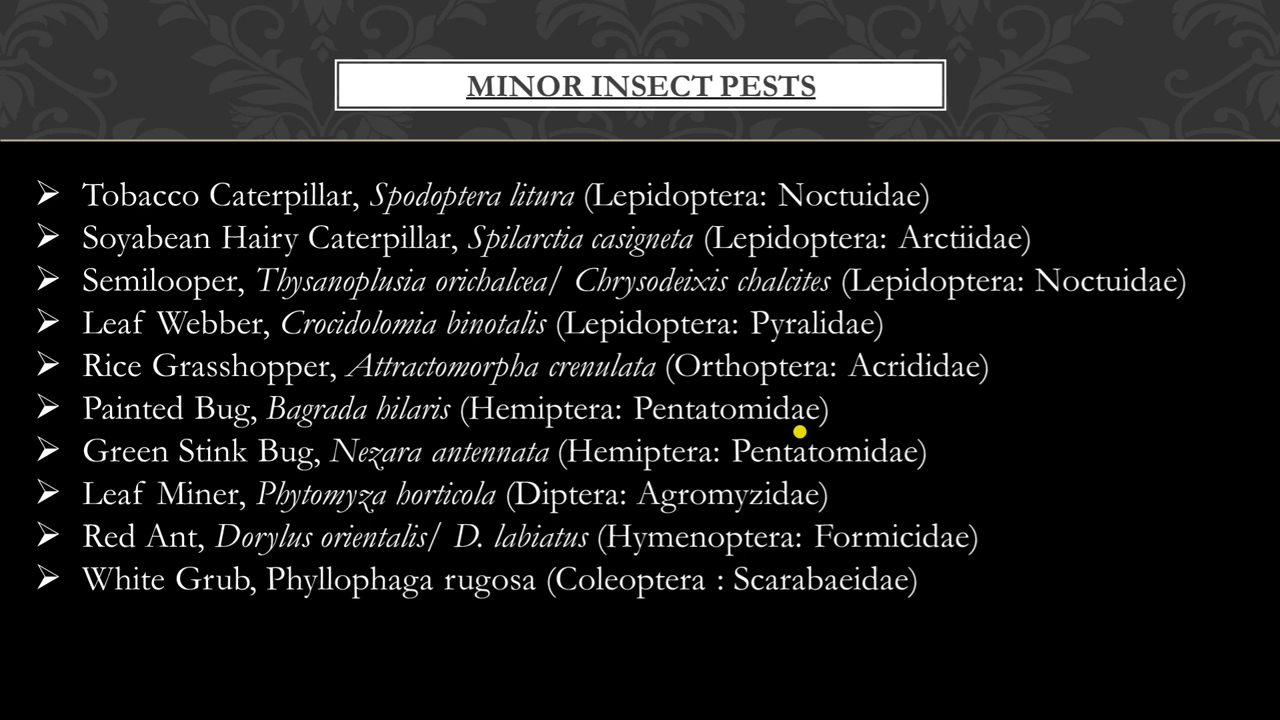 MINOR INSECT PESTS
Tobacco Caterpillar, Spodoptera litura (Lepidoptera: Noctuidae)
Soyabean Hairy Caterpillar, Spilarctia casigneta (Lepidoptera: Arctiidae)
Semilooper, Thysanoplusia orichalcea/ Chrysodeixis chalcites (Lepidoptera: Noctuidae)
Leaf Webber, Crocidolomia binotalis (Lepidoptera: Pyralidae)
Rice Grasshopper, Attractomorpha crenulata (Orthoptera: Acrididae)
Painted Bug, Bagrada hilaris (Hemiptera: Pentatomidae)
Green Stink Bug, Nezara antennata (Hemiptera: Pentatomidae)
Leaf Miner, Phytomyza horticola (Diptera: Agromyzidae)
Red Ant, Dorylus orientalis/ D. labiatus (Hymenoptera: Formicidae)
White Grub, Phyllophaga rugosa (Coleoptera : Scarabaeidae)